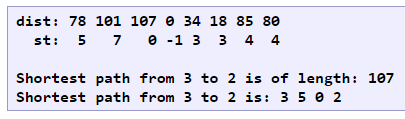 dist: 78 101 107 0 34 18 85 80
st: 5 7 0 -1 3 3 4 4
Shortest path from 3 to 2 is of length: 107
Shortest path from 3 to 2 is: 3 5 0 2